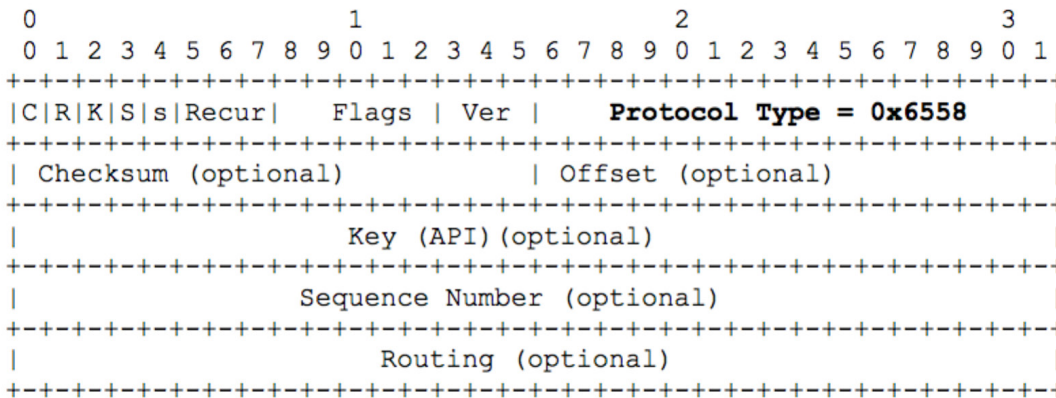 0                   1                   2                   3
0 1 2 3 4 5 6 7 8 9 0 1 2 3 4 5 6 7 8 9 0 1 2 3 4 5 6 7 8 9 0 1
+-+-+-+-+-+-+-+-+-+-+-+-+-+-+-+-+-+-+-+-+-+-+-+-+-+-+-+-+-+-+-+-+
|C|R|K|S|s|Recur|   Flags | Ver |    Protocol Type = 0x6558     |
+-+-+-+-+-+-+-+-+-+-+-+-+-+-+-+-+-+-+-+-+-+-+-+-+-+-+-+-+-+-+-+-+
| Checksum (optional)           | Offset (optional)             |
+-+-+-+-+-+-+-+-+-+-+-+-+-+-+-+-+-+-+-+-+-+-+-+-+-+-+-+-+-+-+-+-+
|                    Key (API)(optional)                        |
+-+-+-+-+-+-+-+-+-+-+-+-+-+-+-+-+-+-+-+-+-+-+-+-+-+-+-+-+-+-+-+-+
|                 Sequence Number (optional)                    |
+-+-+-+-+-+-+-+-+-+-+-+-+-+-+-+-+-+-+-+-+-+-+-+-+-+-+-+-+-+-+-+-+
|                      Routing (optional)                       |
+-+-+-+-+-+-+-+-+-+-+-+-+-+-+-+-+-+-+-+-+-+-+-+-+-+-+-+-+-+-+-+-+